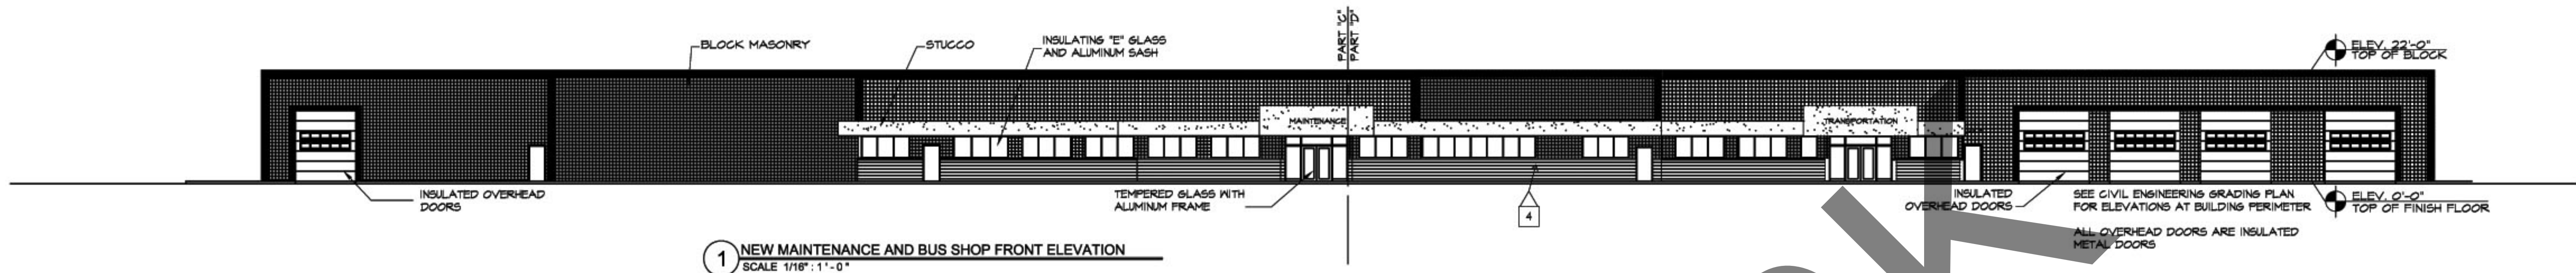 PART "C"
PART "D"
BLOCK MASONRY
STUCCO
INSULATING "E" GLASS
AND ALUMINUM SASH
ELEV. 22'-0"
TOP OF BLOCK
MAINTENANCE
TRANSPORTATION
INSULATED OVERHEAD
DOORS
TEMPERED GLASS WITH
ALUMINUM FRAME
4
INSULATED
OVERHEAD DOORS
SEE CIVIL ENGINEERING GRADING PLAN
FOR ELEVATIONS AT BUILDING PERIMETER
ALL OVERHEAD DOORS ARE INSULATED
METAL DOORS
ELEV. 0'-0"
TOP OF FINISH FLOOR
1
NEW MAINTENANCE AND BUS SHOP FRONT ELEVATION
SCALE 1/16" : 1' - 0"